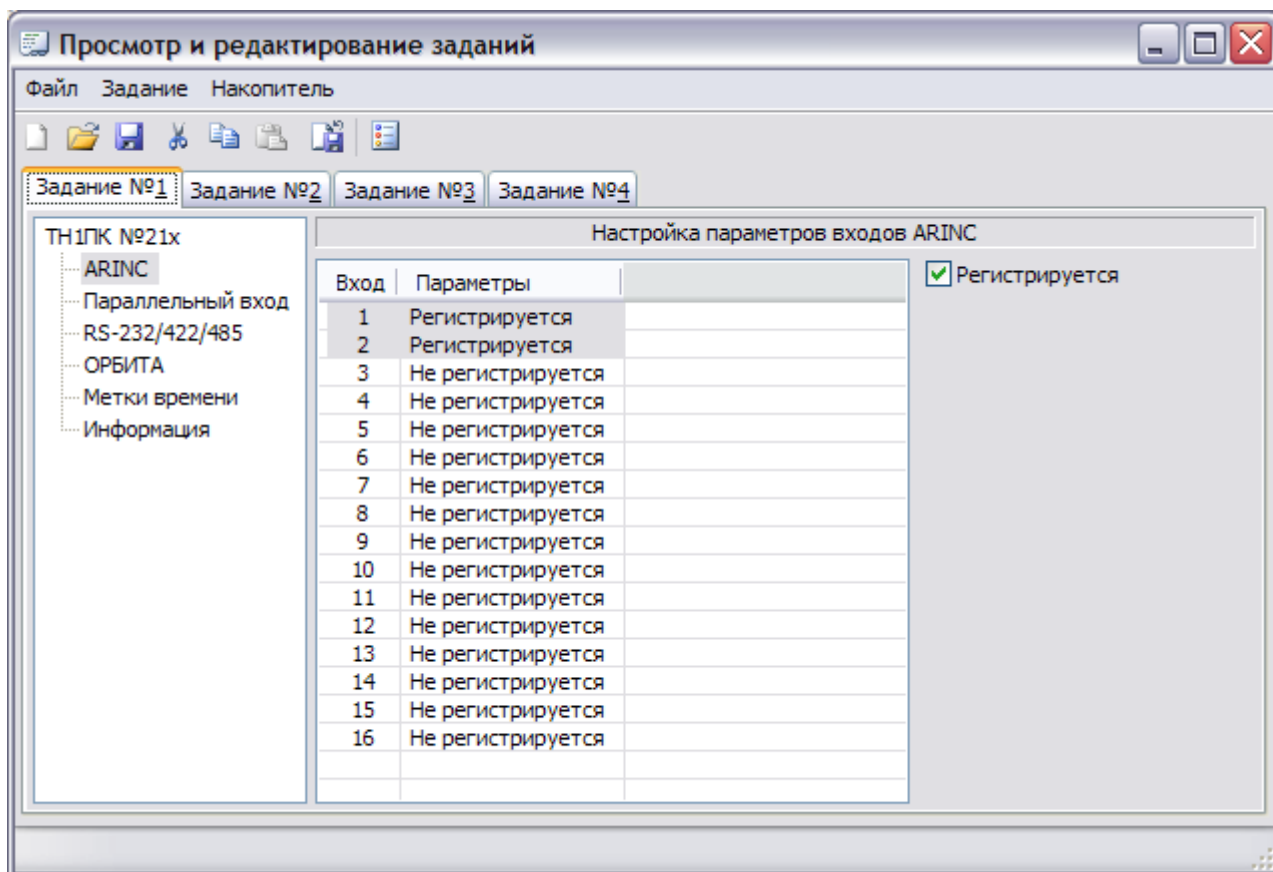 Просмотр и редактирование заданий
Файл Задание Накопитель
Задание №1 Задание №2 Задание №3 Задание №4
ТН1ПК №21x
ARINC
Параллельный вход
RS-232/422/485
ОРБИТА
Метки времени
Информация
Настройка параметров входов ARINC
Вход Параметры
1 Регистрируется
2 Регистрируется
3 Не регистрируется
4 Не регистрируется
5 Не регистрируется
6 Не регистрируется
7 Не регистрируется
8 Не регистрируется
9 Не регистрируется
10 Не регистрируется
11 Не регистрируется
12 Не регистрируется
13 Не регистрируется
14 Не регистрируется
15 Не регистрируется
16 Не регистрируется
Регистрируется